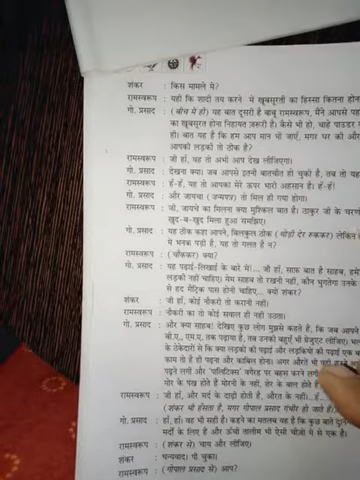 शंकर : किस मामले में?
रामस्वरूप : यही कि शादी तय करने में खूबसूरती का हिस्सा कितना होन
गो. प्रसाद : (बीच में ही) यह बात दूसरी है बाबू रामस्वरूप, मैंने आपसे पह
का खूबसूरत होना निहायत ज़रूरी है। कैसे भी हो, चाहे पाउडर
हो। बात यह है कि हम आप मान भी जाएँ, मगर घर की और
आपकी लड़की तो ठीक है?
रामस्वरूप : जी हाँ, वह तो अभी आप देख लीजिएगा।
गो. प्रसाद : देखना क्या। जब आपसे इतनी बातचीत हो चुकी है, तब तो यह
रामस्वरूप : हँ-हँ, यह तो आपका मेरे ऊपर भारी अहसान है। हँ-हँ!
गो. प्रसाद : और जायचा (जन्मपत्र) तो मिल ही गया होगा।
रामस्वरूप : जी, जायचे का मिलना क्या मुश्किल बात है। ठाकुर जी के चरणो
खुद-ब-खुद मिला हुआ समझिए।
गो. प्रसाद : यह ठीक कहा आपने, बिलकुल ठीक (थोड़ी देर रुककर) लेकिन
में भनक पड़ी है, यह तो गलत है न?
रामस्वरूप : (चौंककर) क्या?
गो. प्रसाद : यह पढ़ाई-लिखाई के बारे में!... जी हाँ, साफ़ बात है साहब, हमें
लड़की नहीं चाहिए। मेम साहब तो रखनी नहीं, कौन भुगतेगा उनके
से हद मैट्रिक पास होनी चाहिए... क्यों शंकर?
शंकर : जी हाँ, कोई नौकरी तो करानी नहीं।
रामस्वरूप : नौकरी का तो कोई सवाल ही नहीं उठता।
गो. प्रसाद : और क्या साहब! देखिए कुछ लोग मुझसे कहते हैं, कि जब आपने
बी.ए., एम.ए. तक पढ़ाया है, तब उनकी बहुएँ भी ग्रेजुएट लीजिए। भल
के ठेकेदारों से कि क्या लड़कों की पढ़ाई और लड़कियों की पढ़ाई एक ब
काम तो है ही पढ़ना और काबिल होना। अगर औरतें भी वही
पढ़ने लगीं और 'पालिटिक्स' वगैरह पर बहस करने लगीं
मोर के पंख होते हैं मोरनी के नहीं, शेर के बाल होते हैं
रामस्वरूप : जी हाँ, और मर्द के दाढ़ी होती है, औरत के नहीं।...हँ..
(शंकर भी हँसता है, मगर गोपाल प्रसाद गंभीर हो जाते हैं)
गो. प्रसाद : हाँ, हाँ। वह भी सही है। कहने का मतलब यह है कि कुछ बातें दुनि
मर्दों के लिए हैं और ऊँची तालीम भी ऐसी चीज़ों में से एक है।
रामस्वरूप : (शंकर से) चाय और लीजिए।
शंकर : धन्यवाद। पी चुका।
रामस्वरूप : (गोपाल प्रसाद से) आप?